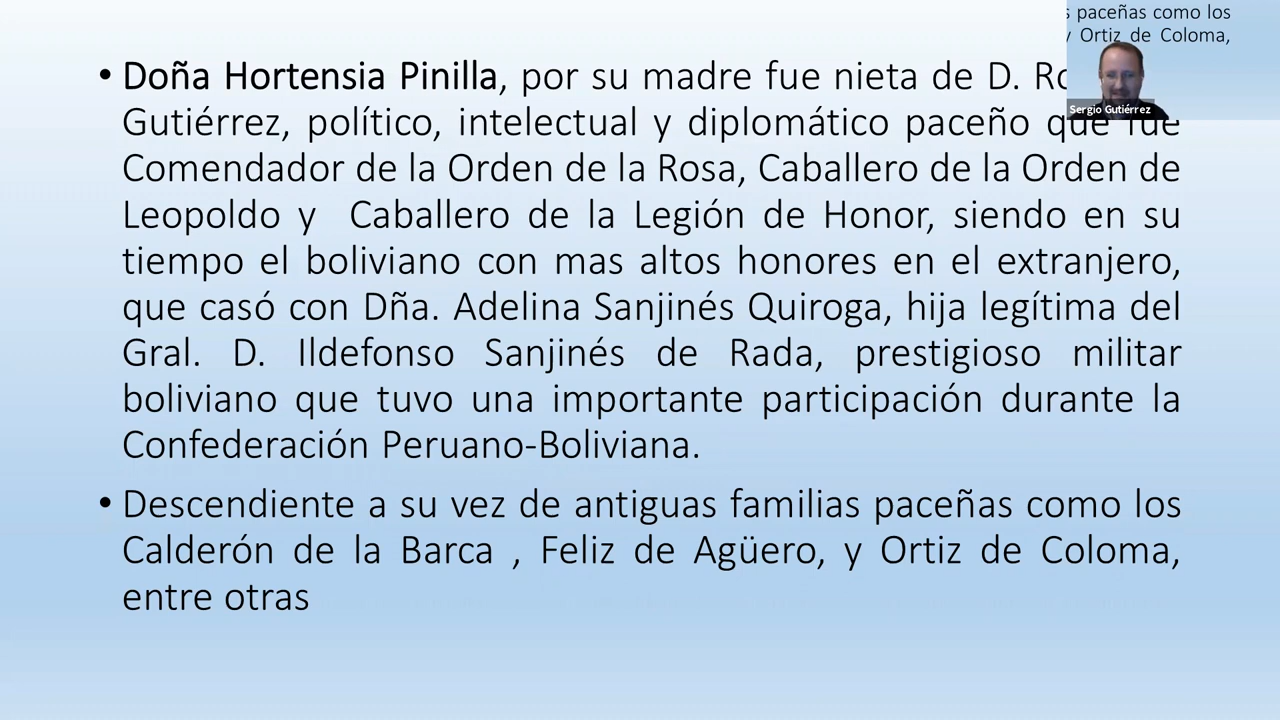 s paceñas como los
y Ortiz de Coloma,
Sergio Gutiérrez
• Doña Hortensia Pinilla, por su madre fue nieta de D.
Gutiérrez, político, intelectual y diplomático paceño que fue
Comendador de la Orden de la Rosa, Caballero de la Orden de
Leopoldo y Caballero de la Legión de Honor, siendo en su
tiempo el boliviano con mas altos honores en el extranjero,
que casó con Dña. Adelina Sanjinés Quiroga, hija legítima del
Gral. D. Ildefonso Sanjinés de Rada, prestigioso militar
boliviano que tuvo una importante participación durante la
Confederación Peruano-Boliviana.
• Descendiente a su vez de antiguas familias paceñas como los
Calderón de la Barca , Feliz de Agüero, y Ortiz de Coloma,
entre otras